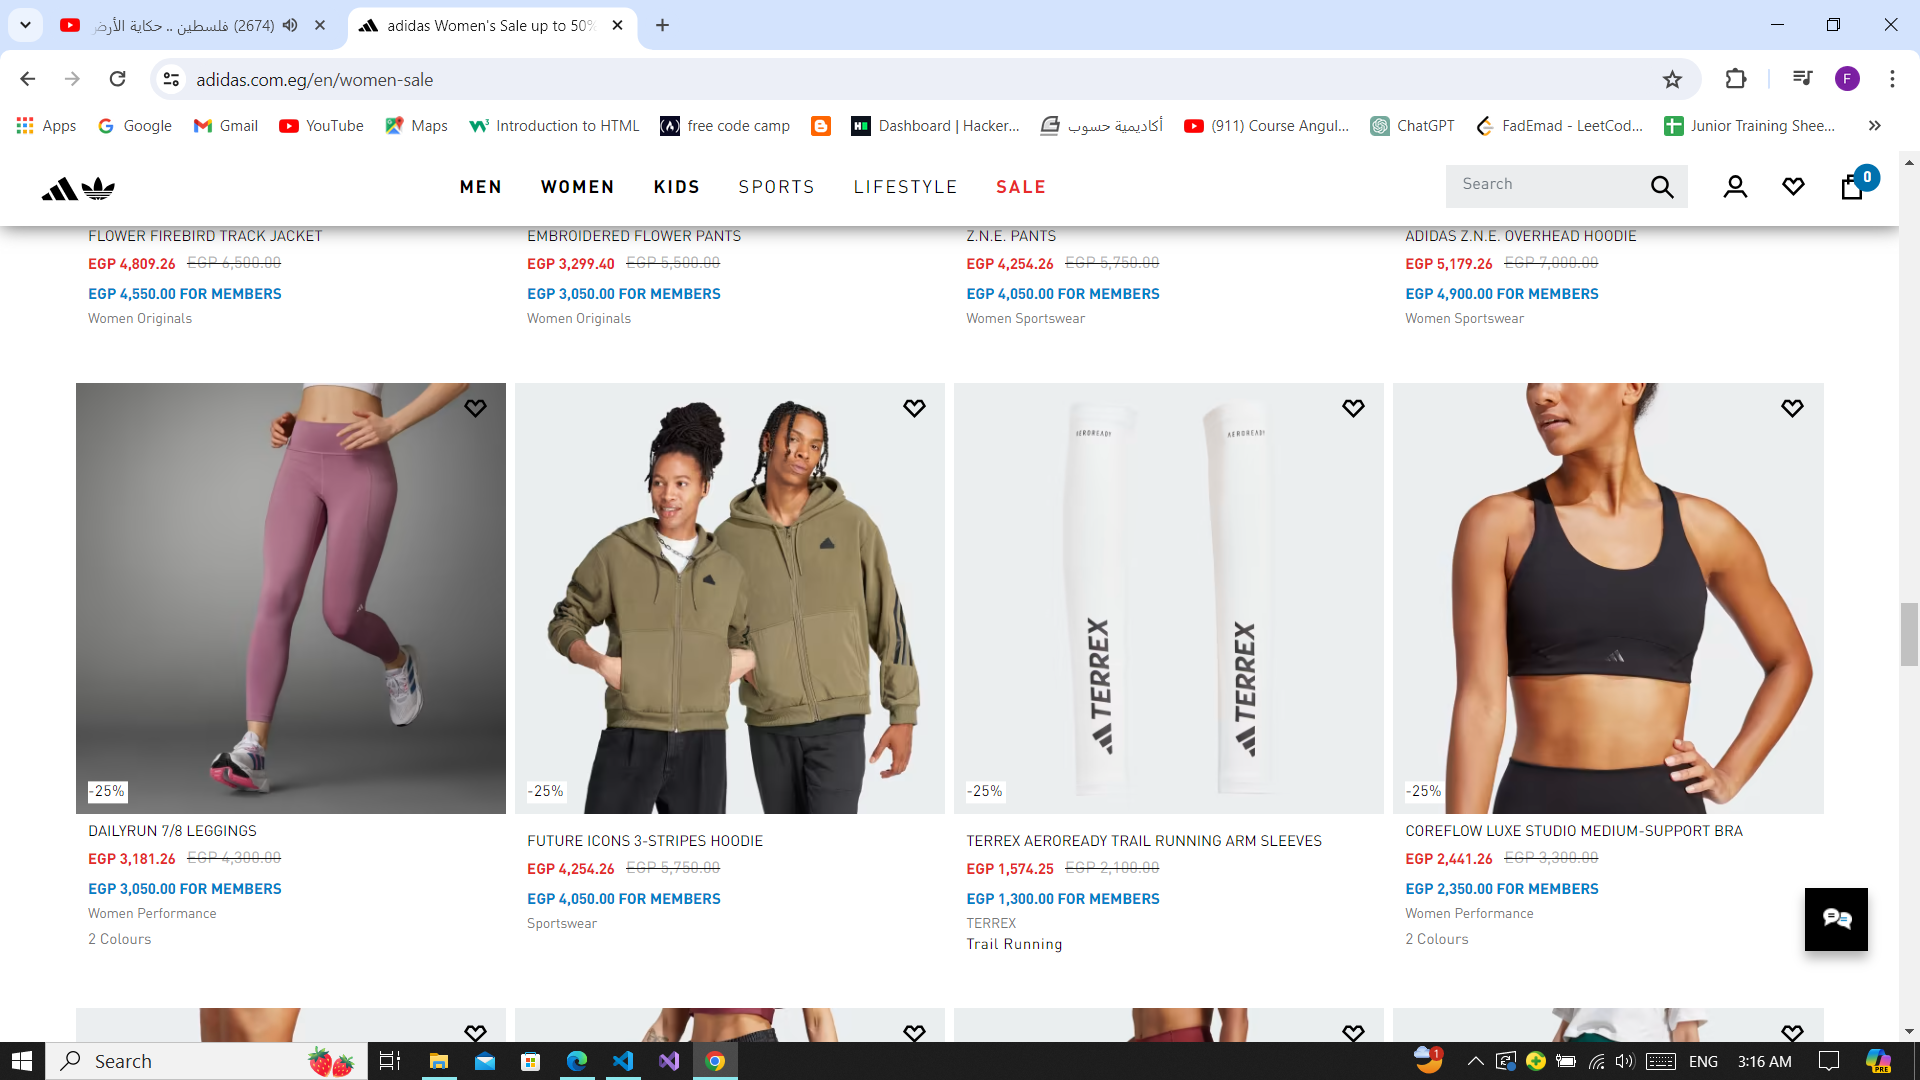 (2674) فلسطين .. حكاية الأرض
adidas Women's Sale up to 50%
adidas.com.eg/en/women-sale
F
Apps
Google
Gmail
YouTube
Maps
Introduction to HTML
free code camp
Dashboard | Hacker...
أكاديمية حسوب
(911) Course Angul...
ChatGPT
FadEmad - LeetCod...
Junior Training Shee...
MEN
WOMEN
KIDS
SPORTS
LIFESTYLE
SALE
Search
0
FLOWER FIREBIRD TRACK JACKET
EGP 4,809.26 EGP 6,500.00
EGP 4,550.00 FOR MEMBERS
Women Originals
EMBROIDERED FLOWER PANTS
EGP 3,299.40 EGP 5,500.00
EGP 3,050.00 FOR MEMBERS
Women Originals
Z.N.E. PANTS
EGP 4,254.26 EGP 5,750.00
EGP 4,050.00 FOR MEMBERS
Women Sportswear
ADIDAS Z.N.E. OVERHEAD HOODIE
EGP 5,179.26 EGP 7,000.00
EGP 4,900.00 FOR MEMBERS
Women Sportswear
-25%
DAILYRUN 7/8 LEGGINGS
EGP 3,181.26 EGP 4,300.00
EGP 3,050.00 FOR MEMBERS
Women Performance
2 Colours
-25%
FUTURE ICONS 3-STRIPES HOODIE
EGP 4,254.26 EGP 5,750.00
EGP 4,050.00 FOR MEMBERS
Sportswear
AEROREADY
AEROREADY
TERREX
TERREX
-25%
TERREX AEROREADY TRAIL RUNNING ARM SLEEVES
EGP 1,574.25 EGP 2,100.00
EGP 1,300.00 FOR MEMBERS
TERREX
Trail Running
-25%
COREFLOW LUXE STUDIO MEDIUM-SUPPORT BRA
EGP 2,441.26 EGP 3,300.00
EGP 2,350.00 FOR MEMBERS
Women Performance
2 Colours
Search
1
ENG
3:16 AM
PRE